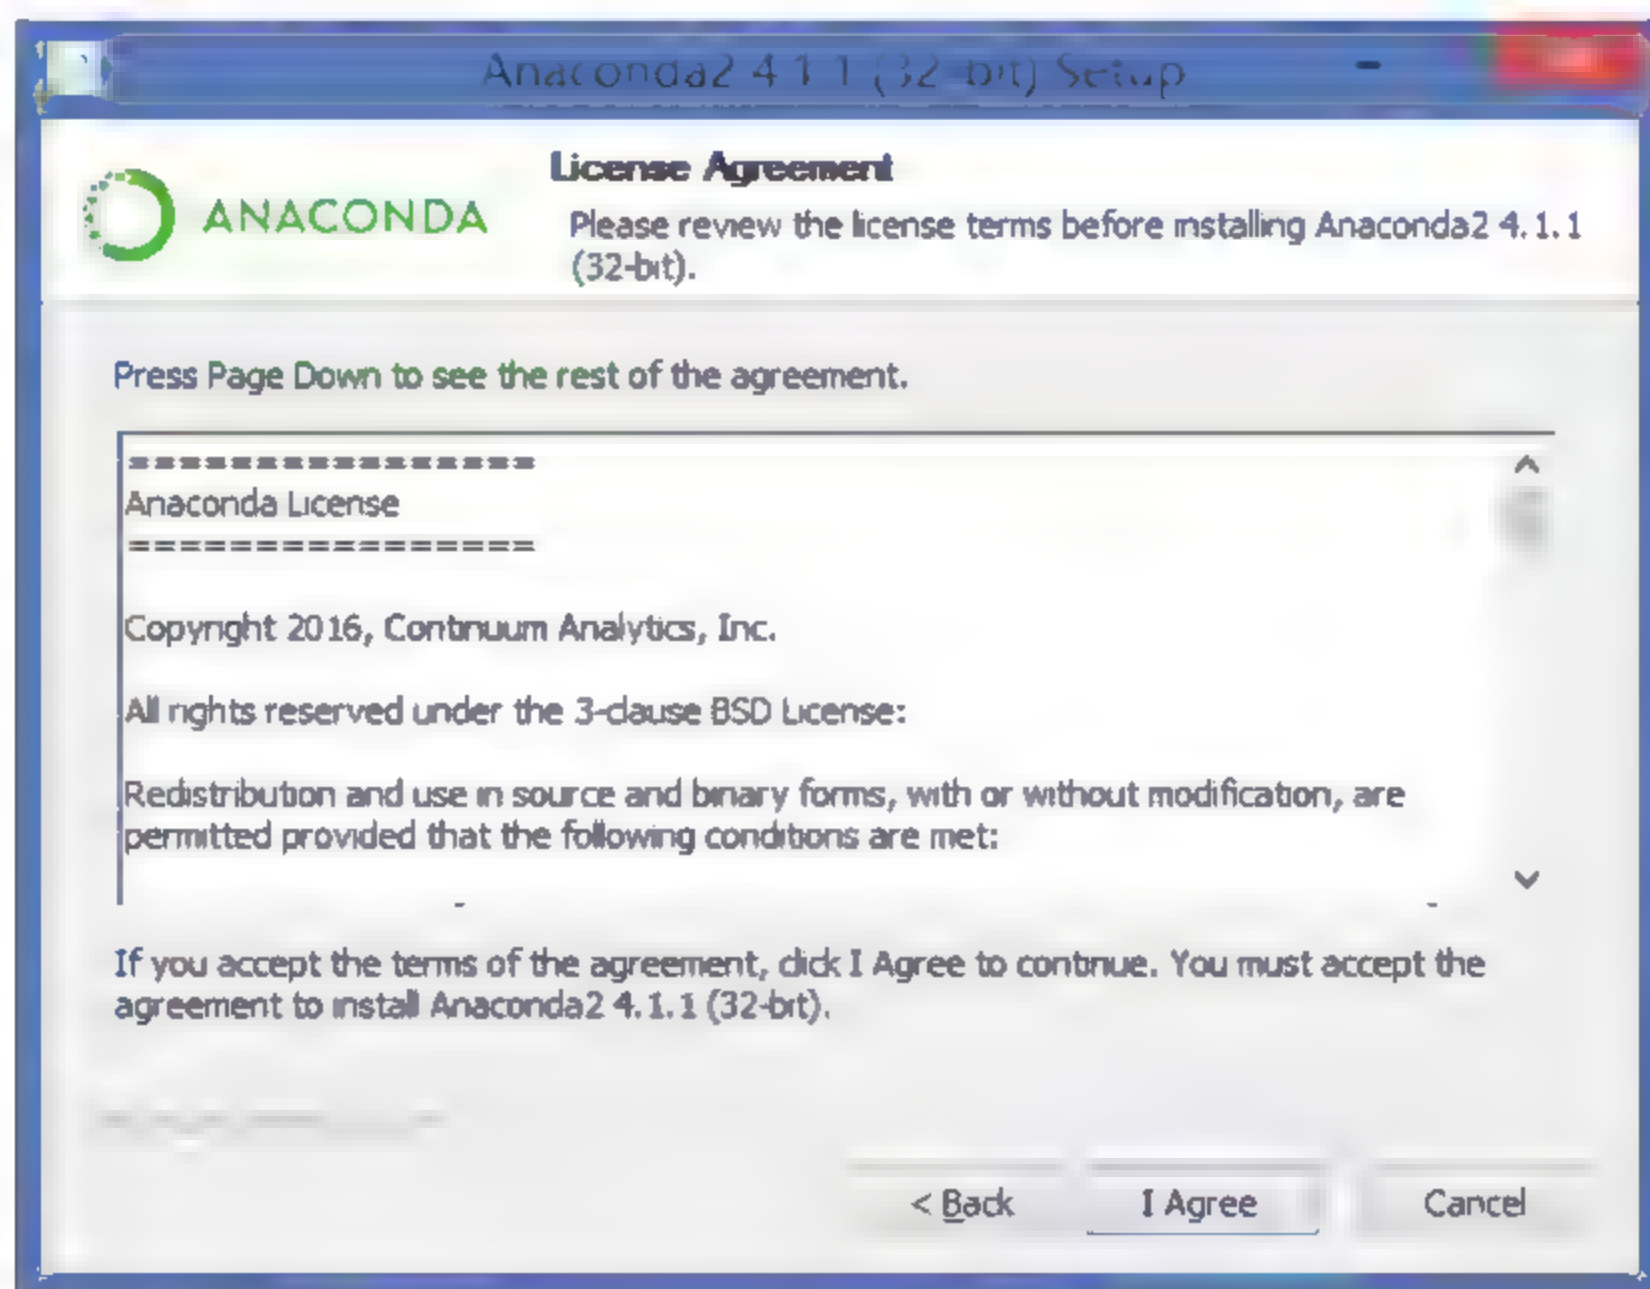 Anaconda2 4.1.1 (32-bit) Setup
ANACONDA
License Agreement
Please review the license terms before installing Anaconda2 4.1.1
(32-bit).
Press Page Down to see the rest of the agreement.
================
Anaconda License
================
Copyright 2016, Continuum Analytics, Inc.
All rights reserved under the 3-clause BSD License:
Redistribution and use in source and binary forms, with or without modification, are
permitted provided that the following conditions are met:
If you accept the terms of the agreement, click I Agree to continue. You must accept the
agreement to install Anaconda2 4.1.1 (32-bit).
< Back
I Agree
Cancel